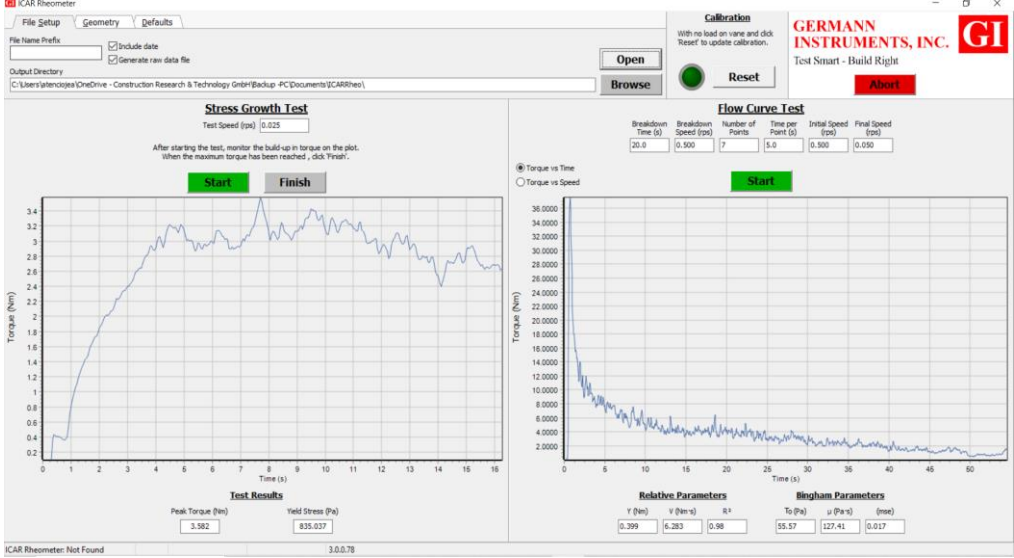 ICAR Rheometer
File Setup Geometry Defaults
File Name Prefix
Include date
Generate raw data file
Open
Output Directory
C:\Users\atenciojea\OneDrive - Construction Research & Technology GmbH\Backup -PC\Documents\ICARRheo\
Browse
Calibration
With no load on vane and click
'Reset' to update calibration.
Reset
GERMANN
INSTRUMENTS, INC.
Test Smart - Build Right
GI
Abort
Stress Growth Test
Test Speed (rps) 0.025
After starting the test, monitor the build-up in torque on the plot.
When the maximum torque has been reached , click 'Finish'.
Start Finish
Torque (Nm)
3.4
3.2
3
2.8
2.6
2.4
2.2
2
1.8
1.6
1.4
1.2
1
0.8
0.6
0.4
0.2
0 1 2 3 4 5 6 7 8 9 10 11 12 13 14 15 16
Time (s)
Test Results
Peak Torque (Nm) Yield Stress (Pa)
3.582 835.037
Flow Curve Test
Breakdown Time (s) Breakdown Speed (rps) Number of Points Time per Point (s) Initial Speed (rps) Final Speed (rps)
20.0 0.500 7 5.0 0.500 0.050
Torque vs Time
Torque vs Speed
Start
Torque (Nm)
36.0000
34.0000
32.0000
30.0000
28.0000
26.0000
24.0000
22.0000
20.0000
18.0000
16.0000
14.0000
12.0000
10.0000
8.0000
6.0000
4.0000
2.0000
0 5 10 15 20 25 30 35 40 45 50
Time (s)
Relative Parameters
Y (Nm) V (Nm·s) R²
0.399 6.283 0.98
Bingham Parameters
To (Pa) μ (Pa·s) (mse)
55.57 127.41 0.017
ICAR Rheometer: Not Found
3.0.0.78